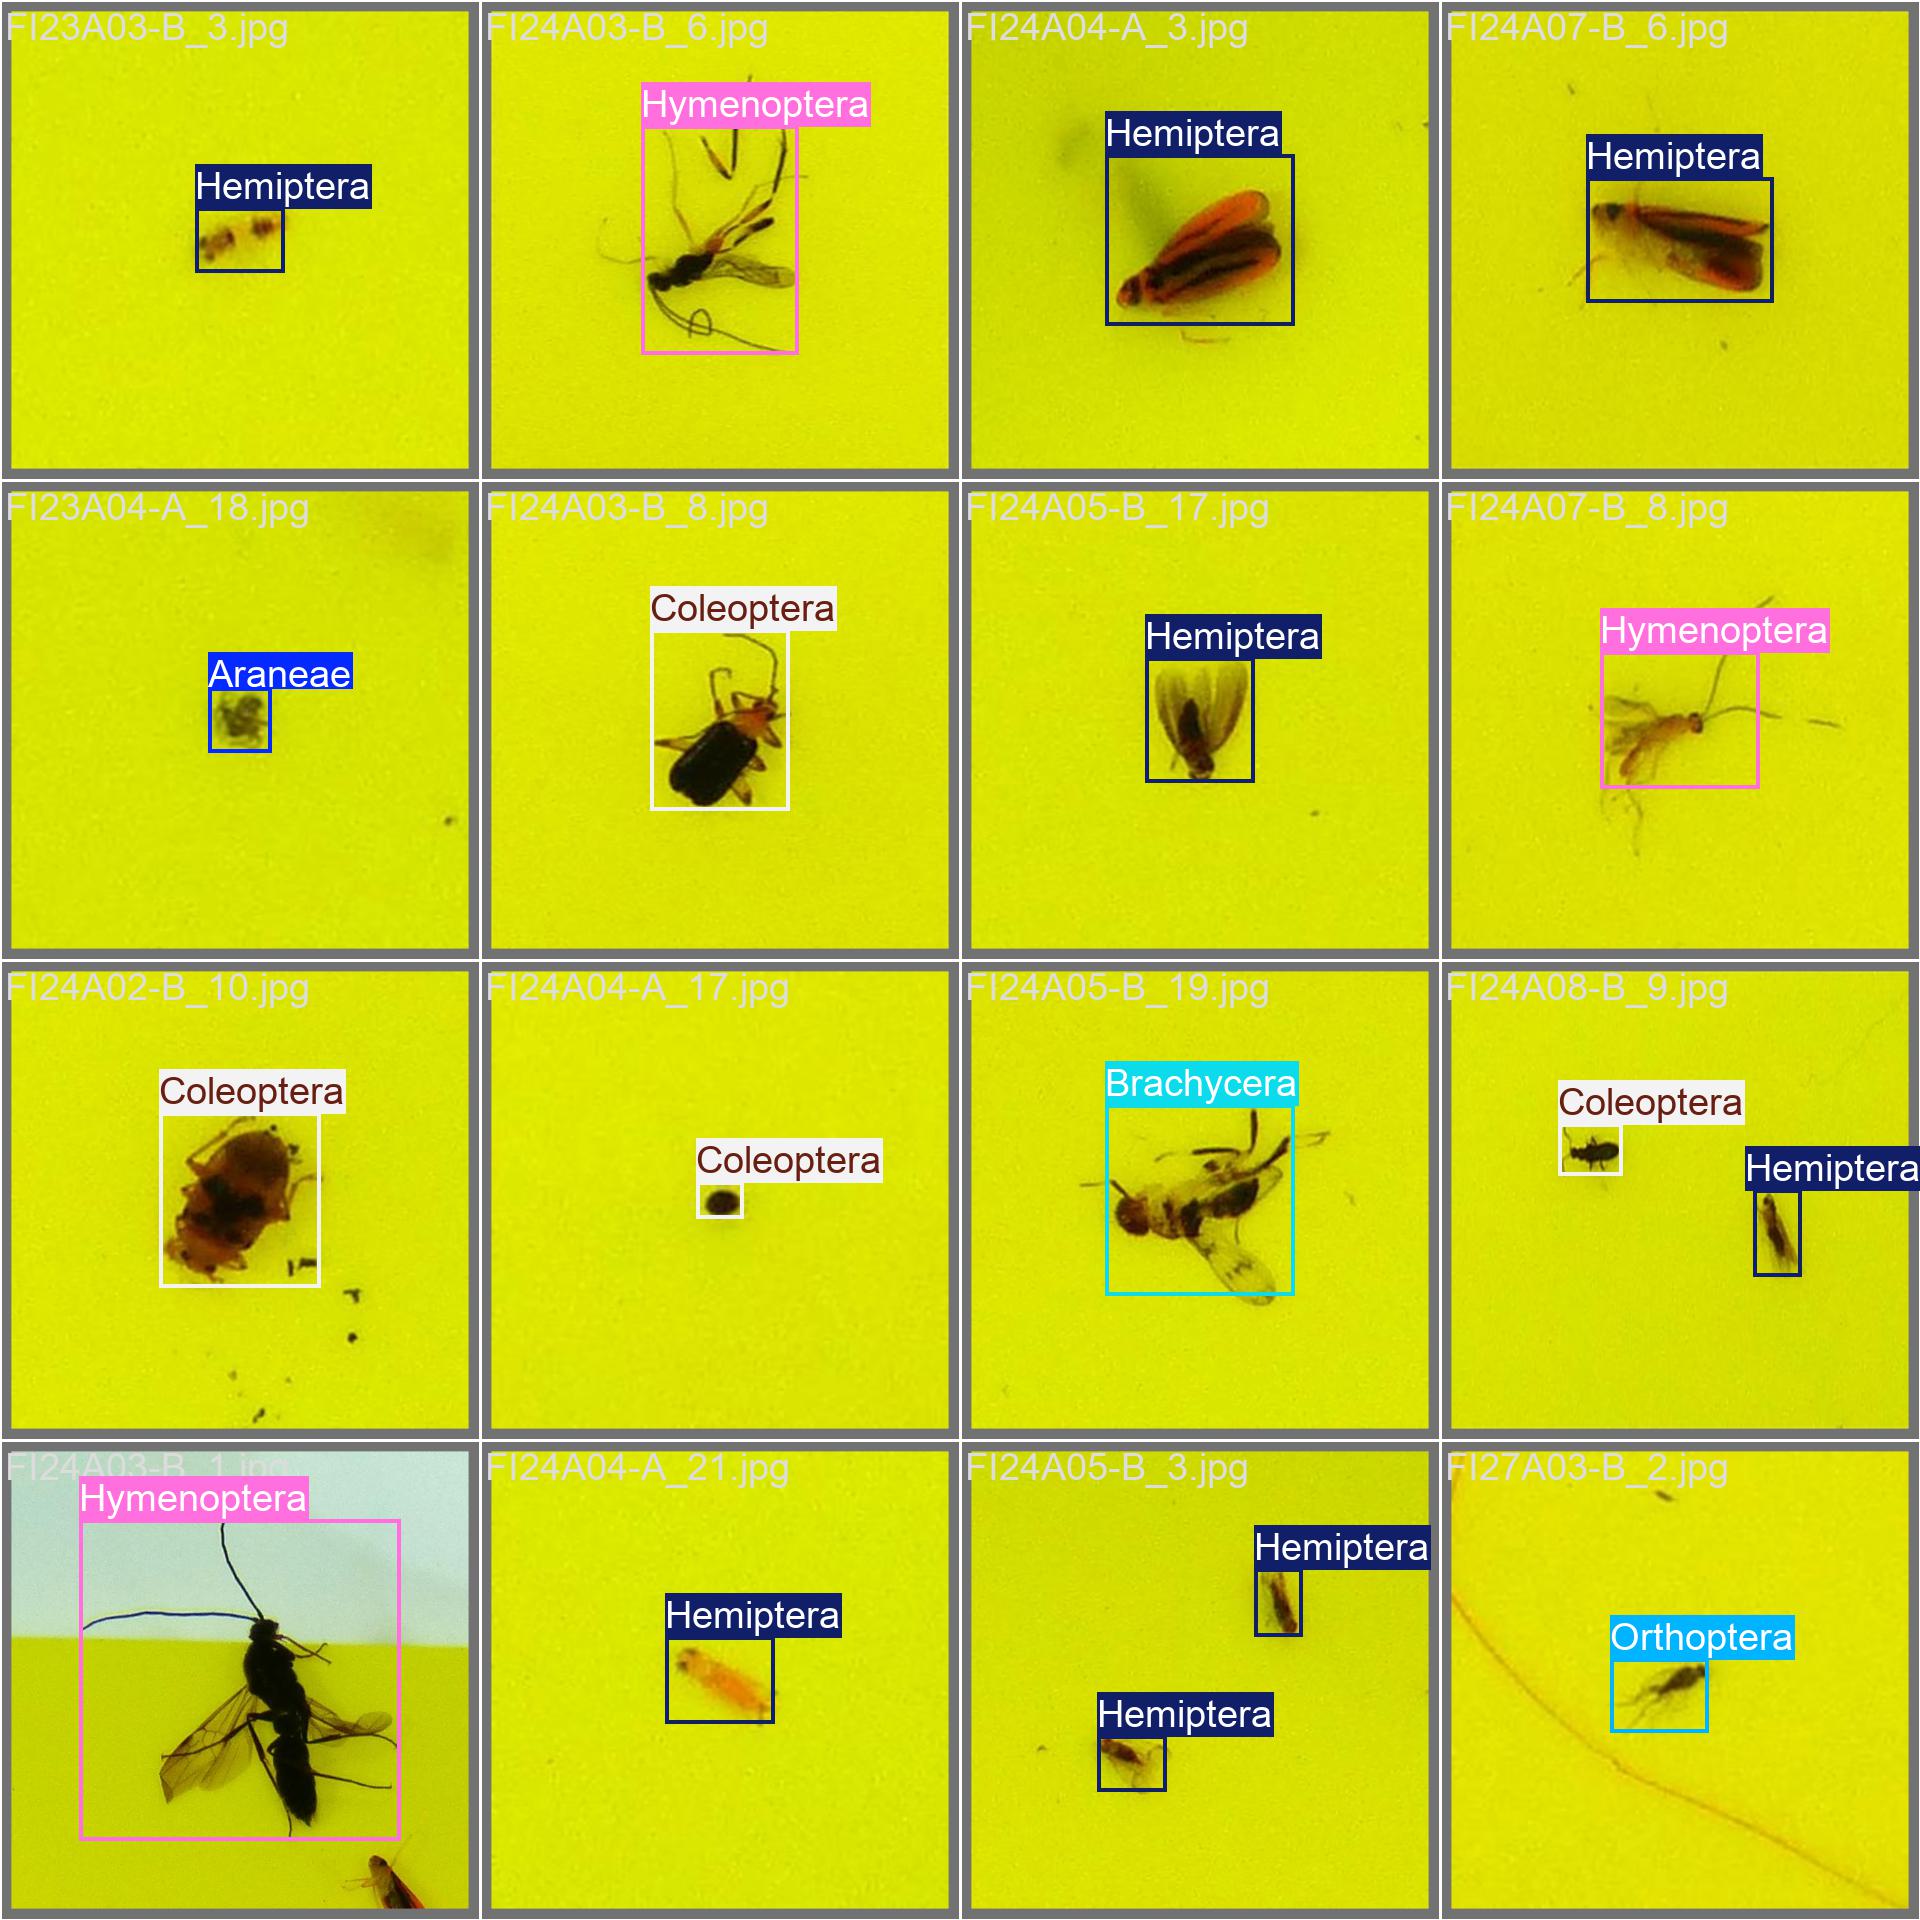 FI23A03-B_3.jpg
Hemiptera
FI24A03-B_6.jpg
Hymenoptera
FI24A04-A_3.jpg
Hemiptera
FI24A07-B_6.jpg
Hemiptera
FI23A04-A_18.jpg
Araneae
FI24A03-B_8.jpg
Coleoptera
FI24A05-B_17.jpg
Hemiptera
FI24A07-B_8.jpg
Hymenoptera
FI24A02-B_10.jpg
Coleoptera
FI24A04-A_17.jpg
Coleoptera
FI24A05-B_19.jpg
Brachycera
FI24A08-B_9.jpg
Coleoptera
Hemiptera
FI24A03-B_1.jpg
Hymenoptera
FI24A04-A_21.jpg
Hemiptera
FI24A05-B_3.jpg
Hemiptera
Hemiptera
FI27A03-B_2.jpg
Orthoptera